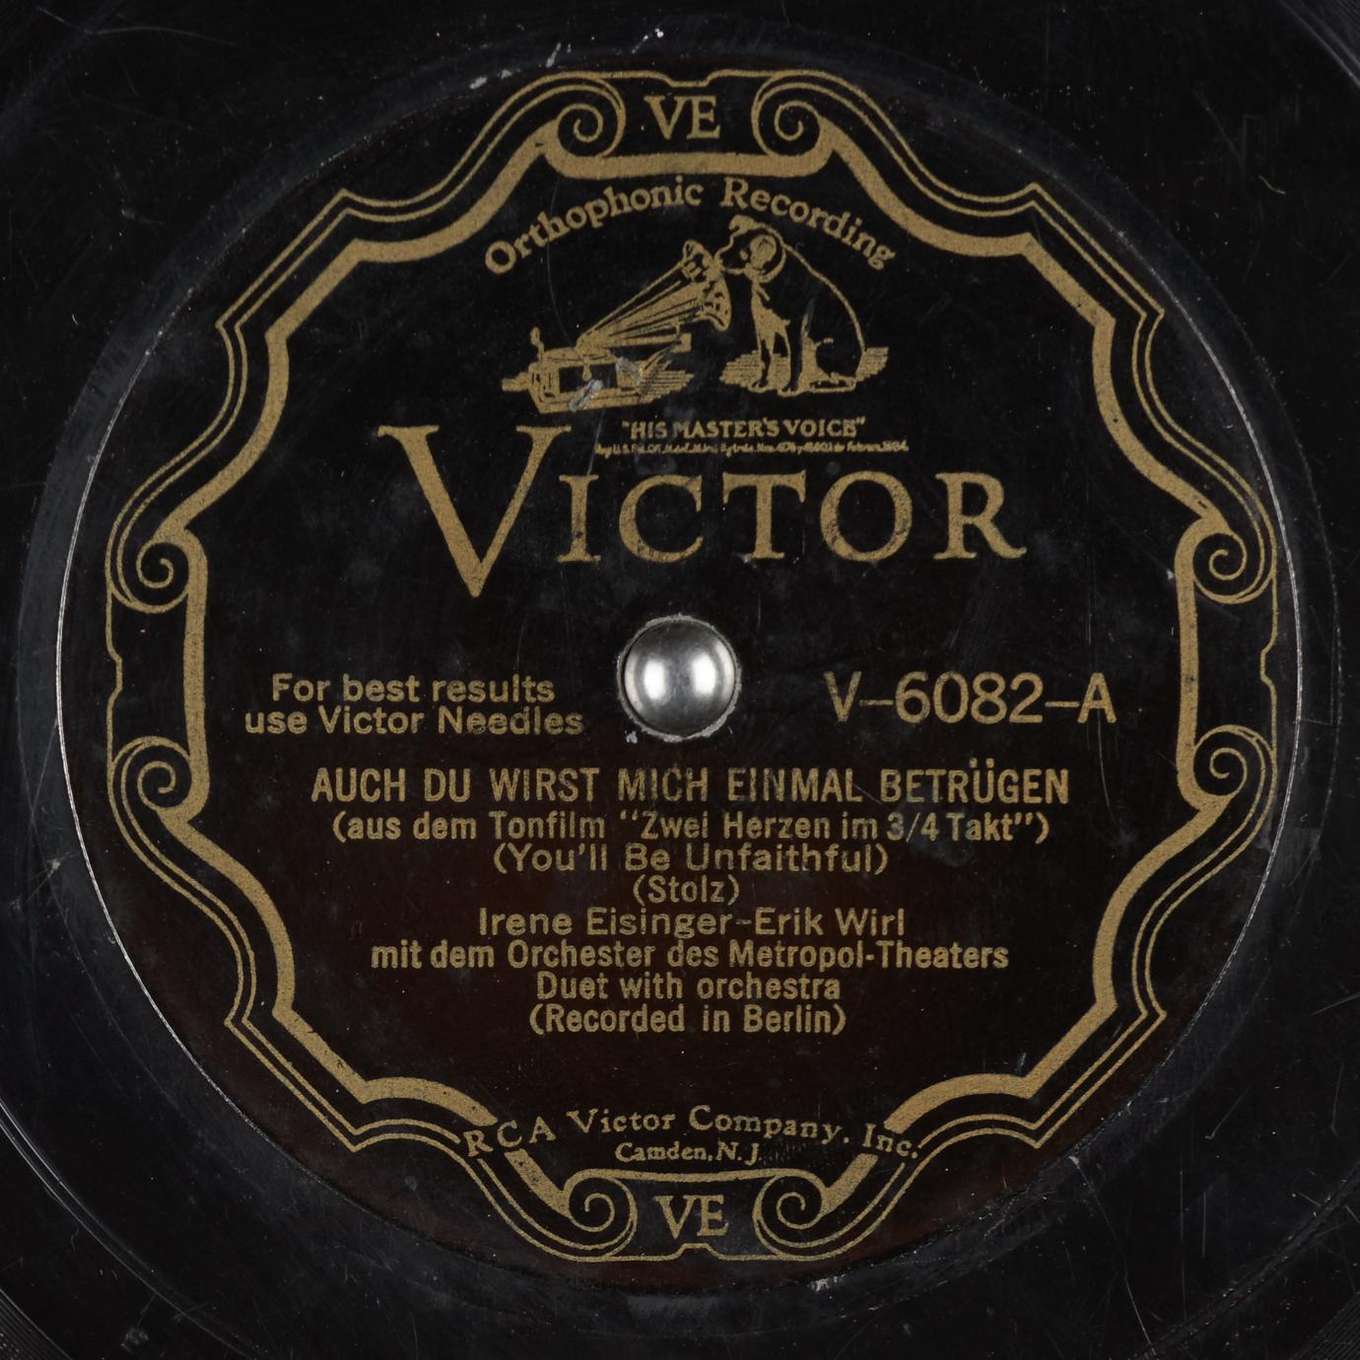 VE
Orthophonic Recording
"HIS MASTER'S VOICE"
VICTOR
For best results
use Victor Needles
V-6082-A
AUCH DU WIRST MICH EINMAL BETRÜGEN
(aus dem Tonfilm "Zwei Herzen im 3/4 Takt")
(You'll Be Unfaithful)
(Stolz)
Irene Eisinger-Erik Wirl
mit dem Orchester des Metropol-Theaters
Duet with orchestra
(Recorded in Berlin)
RCA Victor Company, Inc.
Camden, N. J.
VE